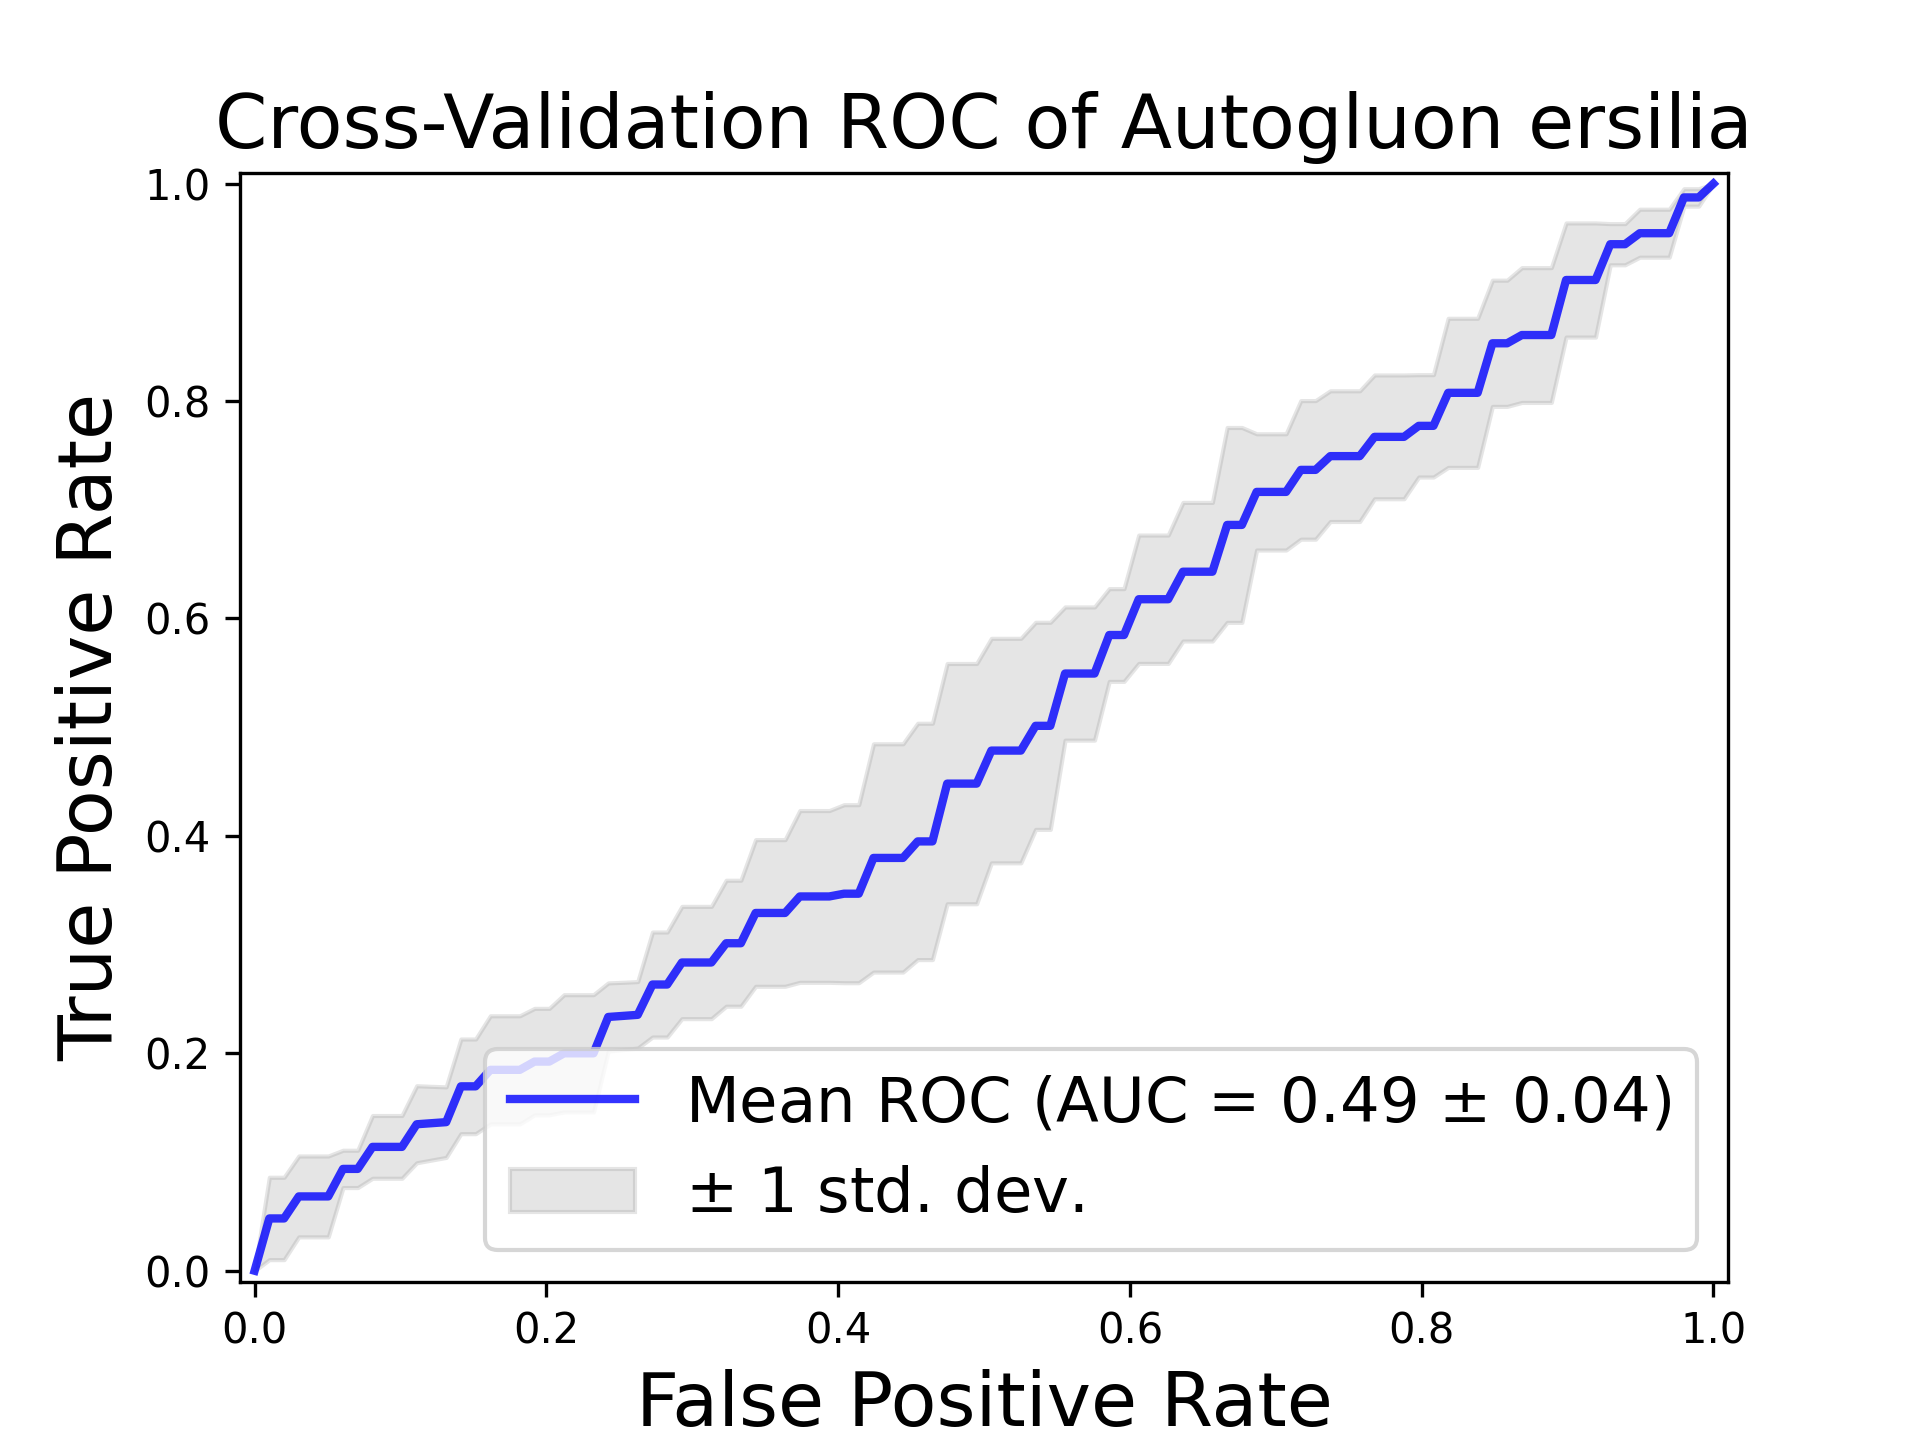 Cross-Validation ROC of Autogluon ersilia
True Positive Rate
1.0
0.8
0.6
0.4
0.2
0.0
Mean ROC (AUC = 0.49 ± 0.04)
± 1 std. dev.
0.0 0.2 0.4 0.6 0.8 1.0
False Positive Rate